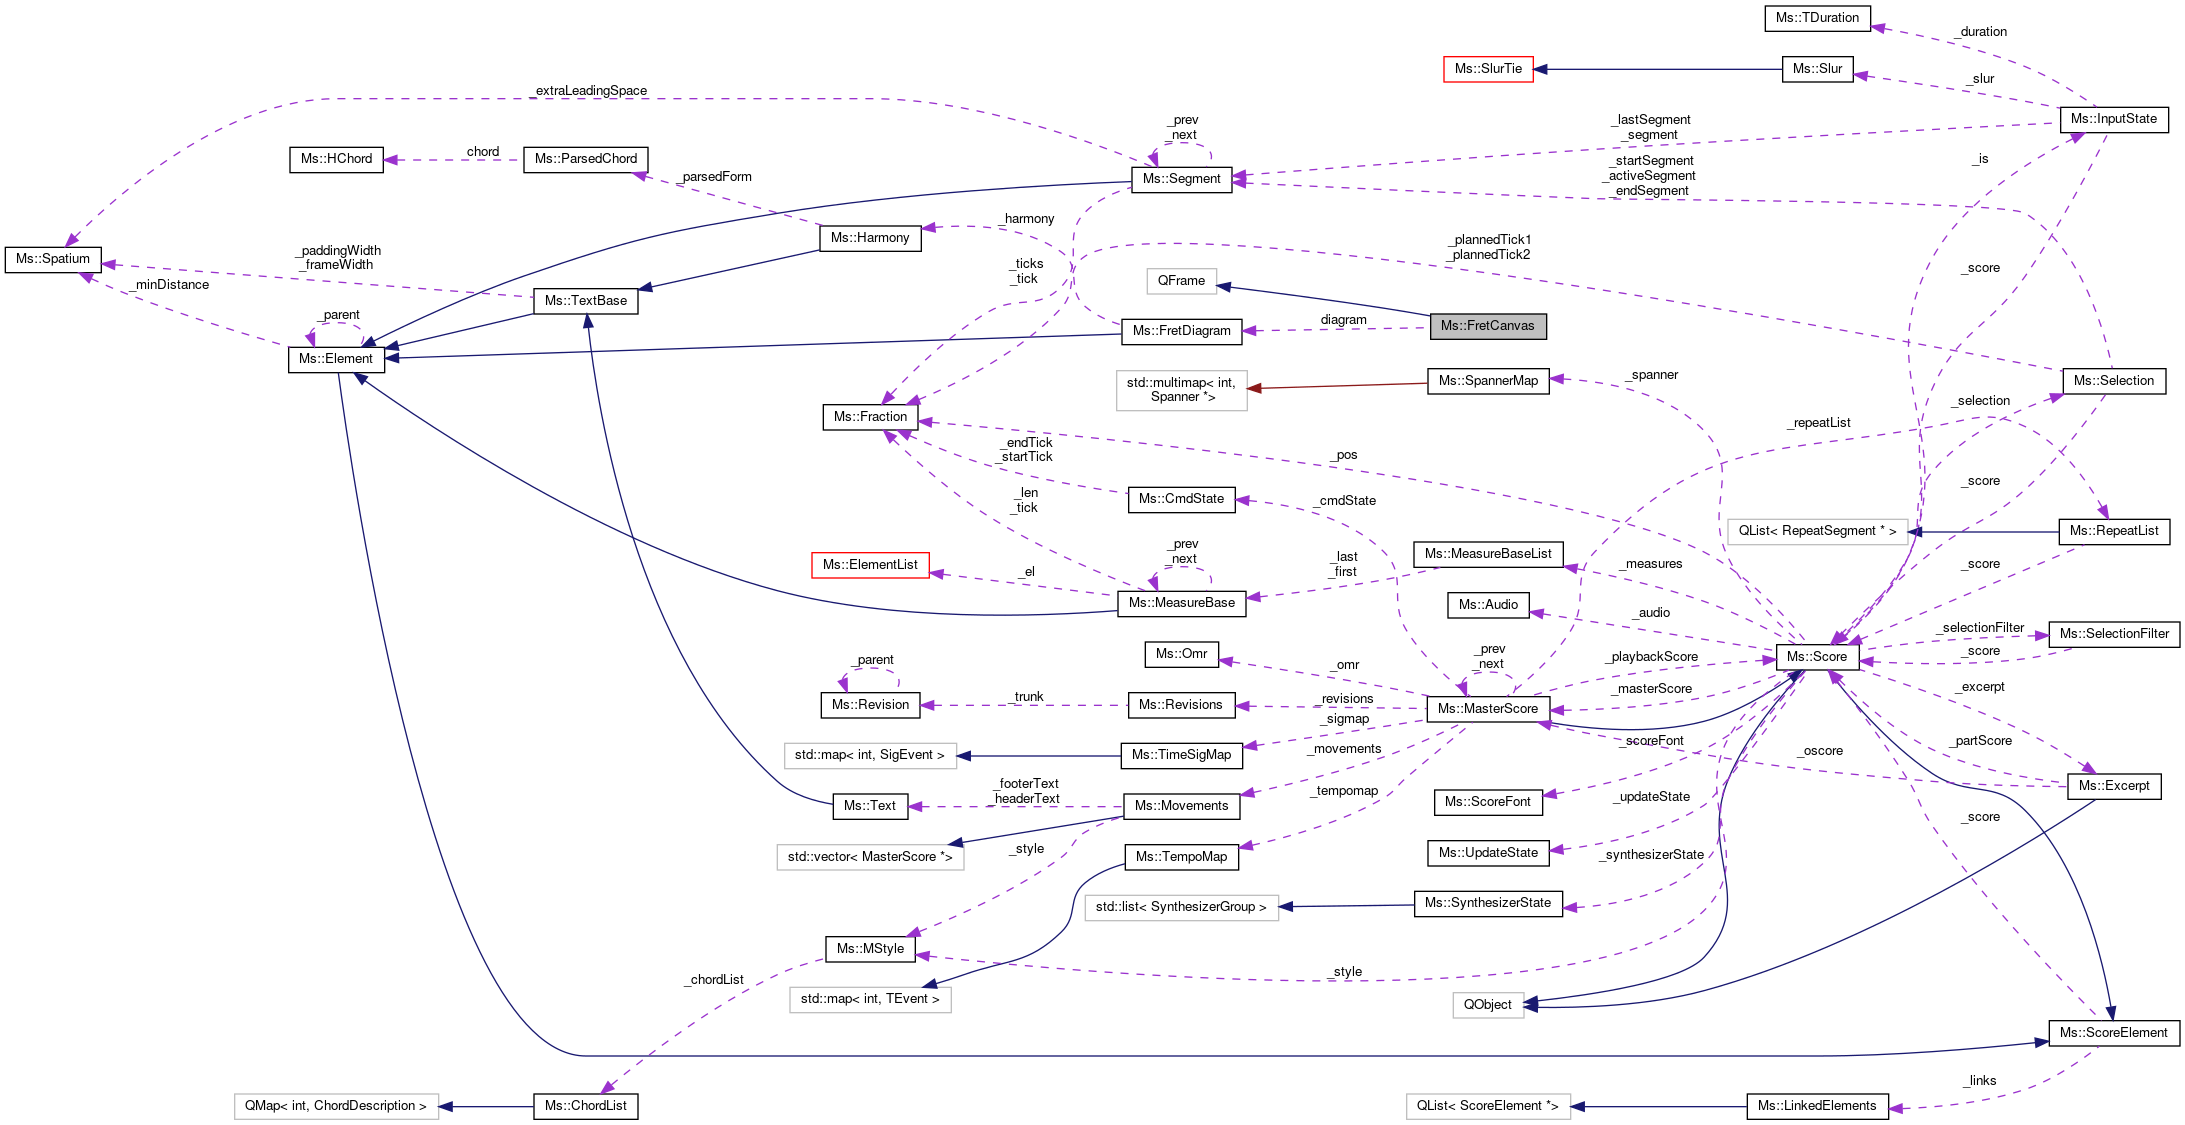 Ms::TDuration
_duration
Ms::SlurTie
Ms::Slur
_slur
_extraLeadingSpace
Ms::InputState
_prev
_next
_lastSegment
_segment
Ms::HChord
chord
Ms::ParsedChord
_is
Ms::Segment
_startSegment
_activeSegment
_endSegment
_parsedForm
_harmony
Ms::Harmony
_plannedTick1
_plannedTick2
Ms::Spatium
_paddingWidth
_frameWidth
_ticks
_tick
_score
QFrame
_minDistance
Ms::TextBase
_parent
Ms::FretDiagram
diagram
Ms::FretCanvas
Ms::Element
std::multimap< int,
Spanner *>
Ms::SpannerMap
_spanner
Ms::Selection
_selection
Ms::Fraction
_repeatList
_endTick
_startTick
_pos
_score
_len
_tick
Ms::CmdState
_cmdState
QList< RepeatSegment * >
Ms::RepeatList
_prev
_next
Ms::MeasureBaseList
Ms::ElementList
_el
_last
_first
_measures
_score
Ms::MeasureBase
Ms::Audio
_audio
_selectionFilter
Ms::SelectionFilter
Ms::Omr
_omr
_prev
_next
_playbackScore
Ms::Score
_score
_parent
_masterScore
_excerpt
Ms::Revision
_trunk
Ms::Revisions
_revisions
Ms::MasterScore
_sigmap
_scoreFont
_partScore
std::map< int, SigEvent >
Ms::TimeSigMap
_movements
_oscore
_footerText
_headerText
_tempomap
Ms::Excerpt
Ms::Text
Ms::Movements
Ms::ScoreFont
_updateState
_score
std::vector< MasterScore *>
_style
Ms::TempoMap
Ms::UpdateState
_synthesizerState
std::list< SynthesizerGroup >
Ms::SynthesizerState
Ms::MStyle
_chordList
_style
std::map< int, TEvent >
QObject
Ms::ScoreElement
_links
QMap< int, ChordDescription >
Ms::ChordList
QList< ScoreElement *>
Ms::LinkedElements